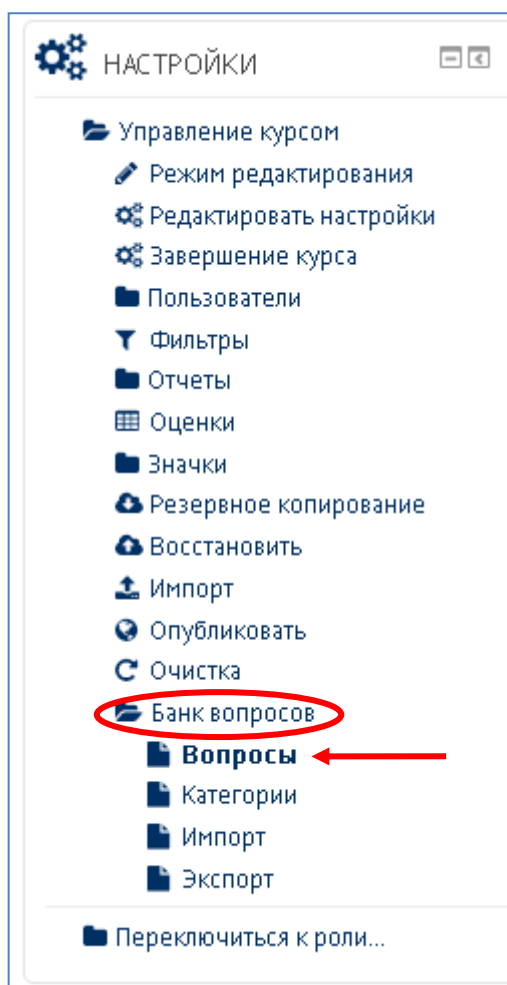 НАСТРОЙКИ
Управление курсом
Режим редактирования
Редактировать настройки
Завершение курса
Пользователи
Фильтры
Отчеты
Оценки
Значки
Резервное копирование
Восстановить
Импорт
Опубликовать
Очистка
Банк вопросов
Вопросы
Категории
Импорт
Экспорт
Переключиться к роли...